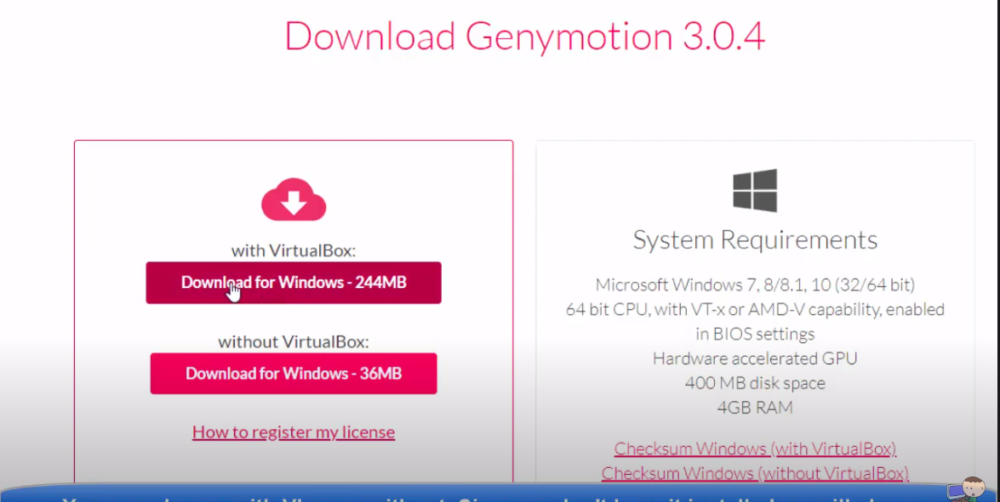 Download Genymotion 3.0.4
with VirtualBox:
Download for Windows - 244MB
without VirtualBox:
Download for Windows - 36MB
How to register my license
System Requirements
Microsoft Windows 7, 8/8.1, 10 (32/64 bit)
64 bit CPU, with VT-x or AMD-V capability, enabled
in BIOS settings
Hardware accelerated GPU
400 MB disk space
4GB RAM
Checksum Windows (with VirtualBox)
Checksum Windows (without VirtualBox)